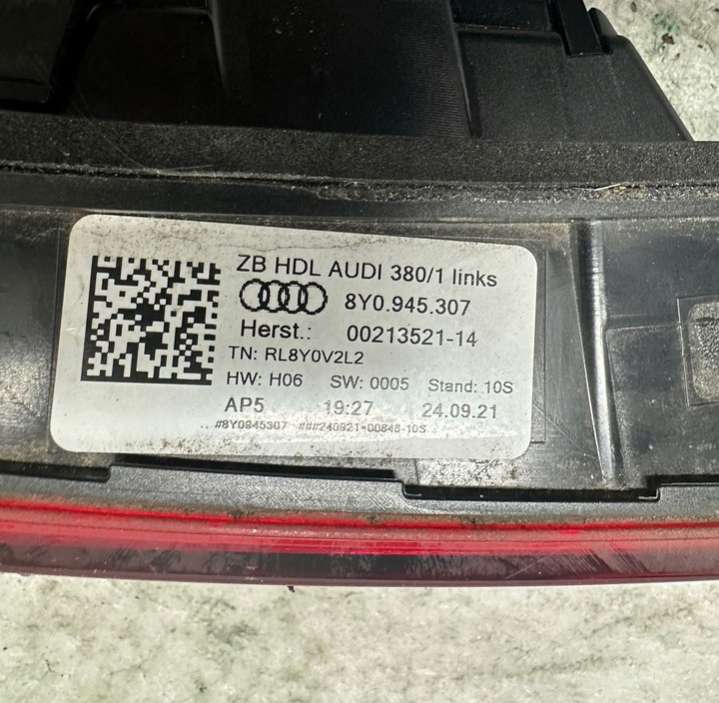 ZB HDL AUDI 380/1 links
8Y0.945.307
Herst.: 00213521-14
TN: RL8Y0V2L2
HW: H06 SW: 0005 Stand: 10S
AP5 19:27 24.09.21
#8Y0945307 ###240921-00848-10S